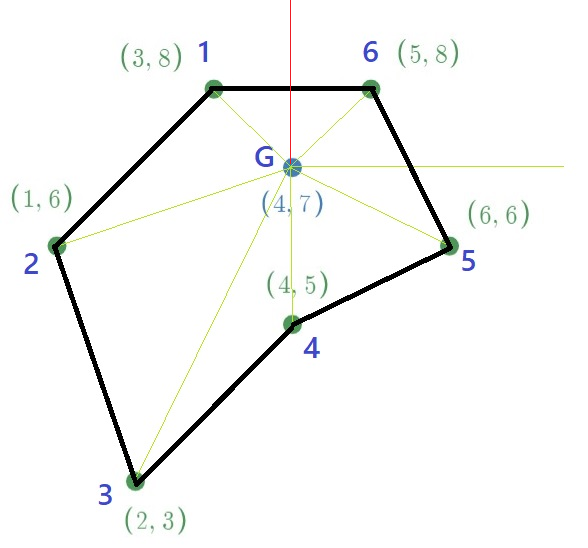 (3, 8) 1 6 (5, 8)
G
(1, 6) (4, 7) (6, 6)
2 5
(4, 5)
4
3
(2, 3)